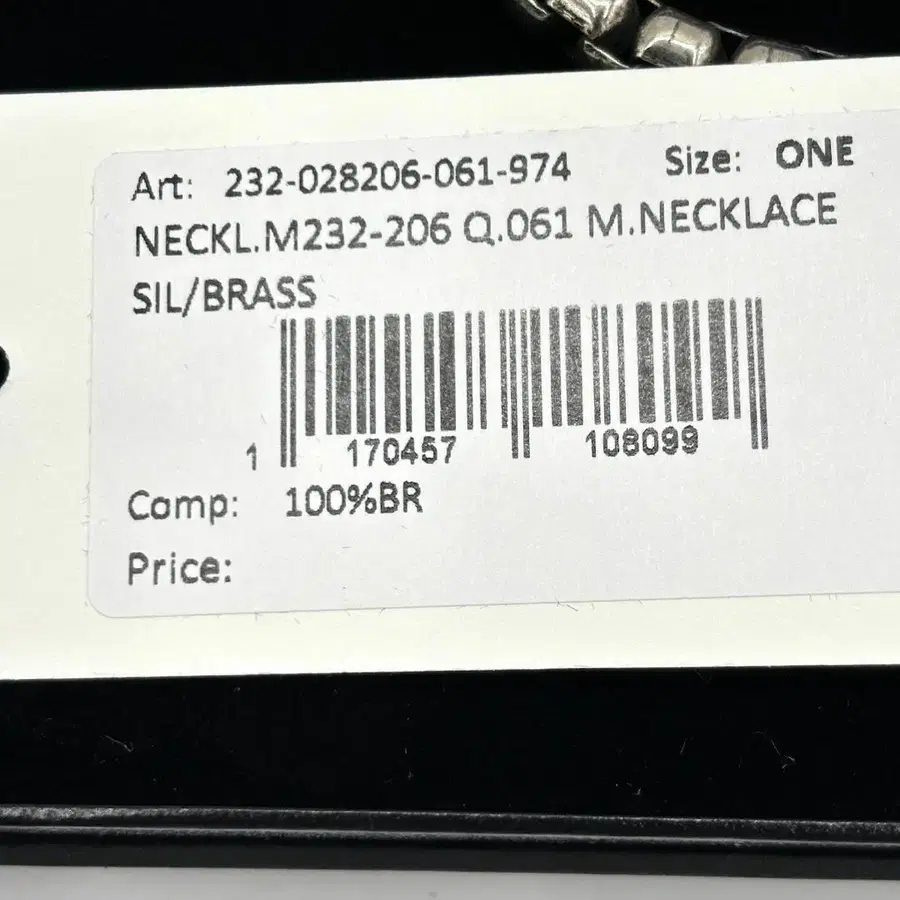 Art: 232-028206-061-974 Size: ONE
NECKL.M232-206 Q.061 M.NECKLACE
SIL/BRASS
1 170457 108099
Comp: 100%BR
Price: